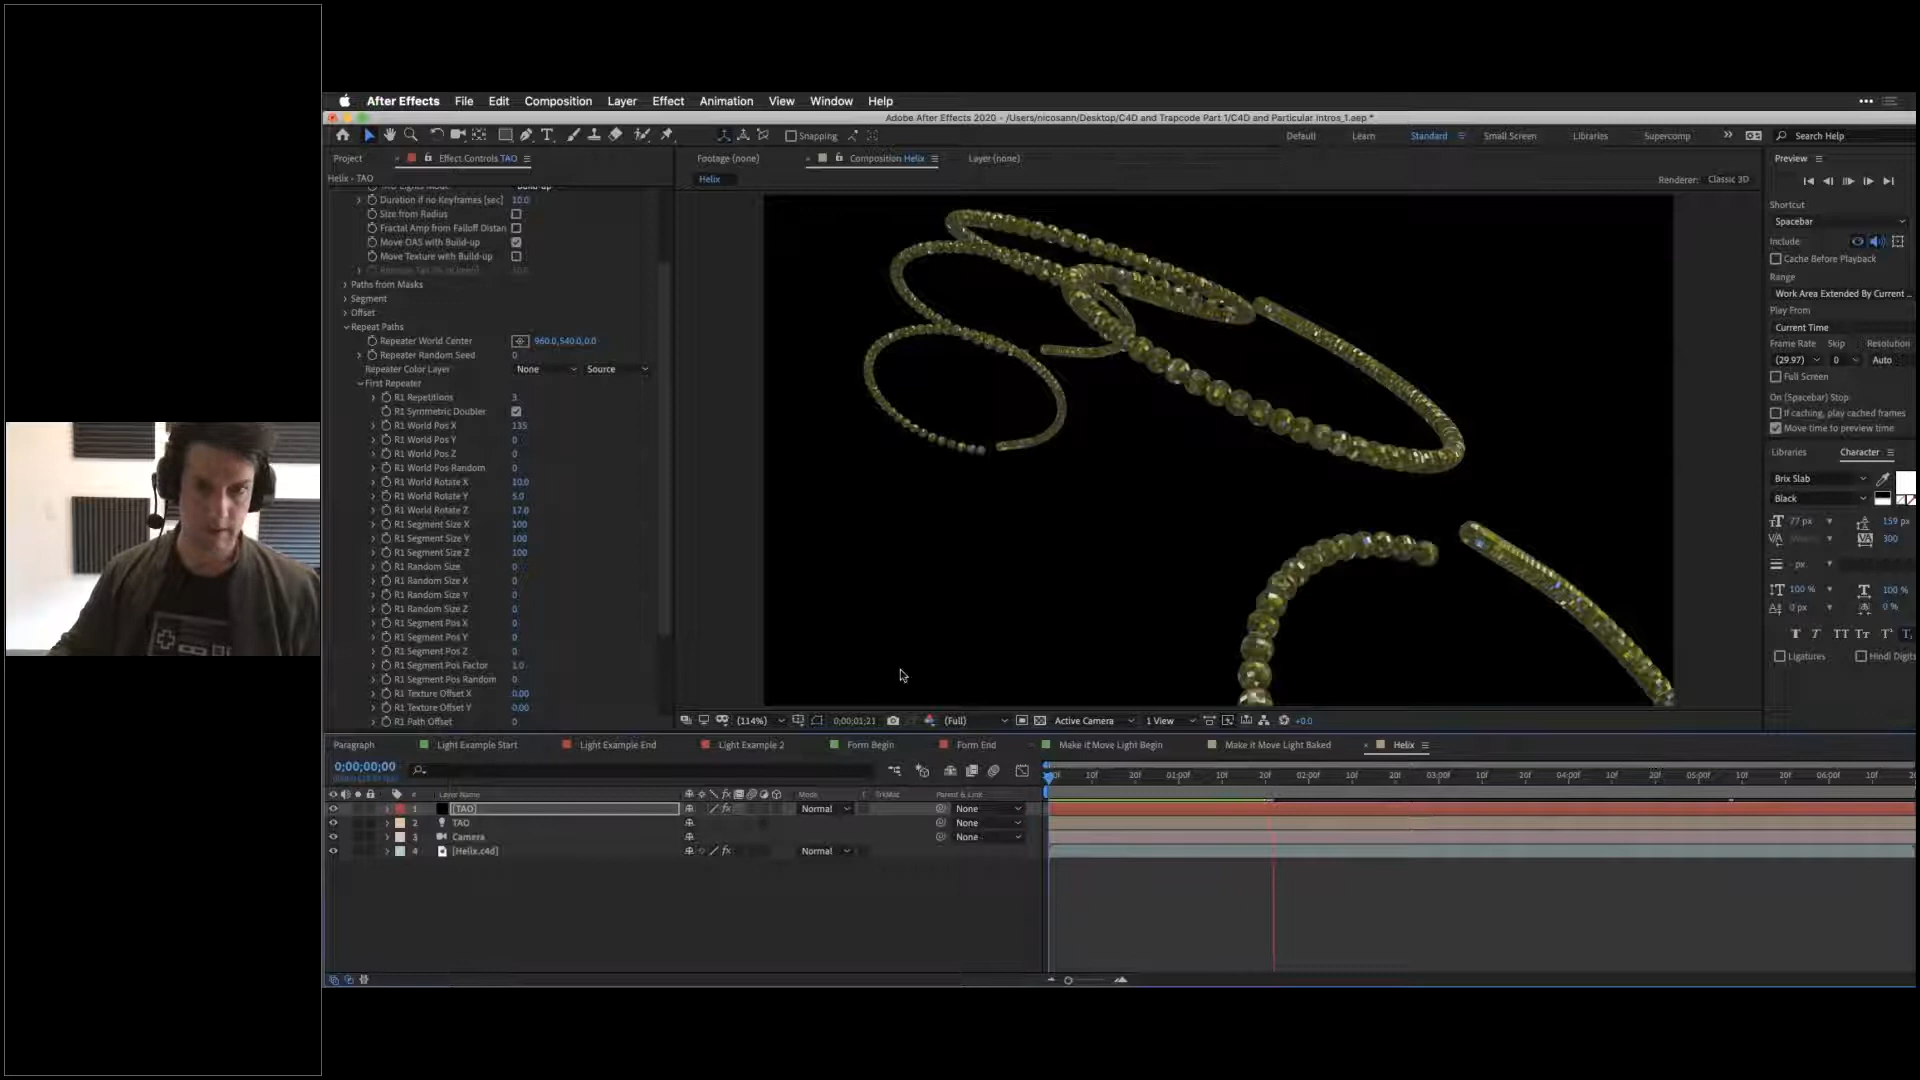 After Effects File Edit Composition Layer Effect Animation View Window Help
Adobe After Effects 2020 - /Users/nicosann/Desktop/C4D and Trapcode Part 1/C4D and Particular Intros_1.aep *
Snapping
Default Learn Standard Small Screen Libraries Supercomp Search Help
Project Effect Controls TAO
Helix • TAO
Footage (none) Composition Helix Layer (none)
Helix
Renderer: Classic 3D
Duration if no Keyframes [sec] 10.0
Size from Radius
Fractal Amp from Falloff Distan
Move OAS with Build-up
Move Texture with Build-up
Paths from Masks
Segment
Offset
Repeat Paths
Repeater World Center 960.0,540.0,0.0
Repeater Random Seed 0
Repeater Color Layer None Source
First Repeater
R1 Repetitions 3
R1 Symmetric Doubler
R1 World Pos X 135
R1 World Pos Y 0
R1 World Pos Z 0
R1 World Pos Random 0
R1 World Rotate X 10.0
R1 World Rotate Y 5.0
R1 World Rotate Z 17.0
R1 Segment Size X 100
R1 Segment Size Y 100
R1 Segment Size Z 100
R1 Random Size 0
R1 Random Size X 0
R1 Random Size Y 0
R1 Random Size Z 0
R1 Segment Pos X 0
R1 Segment Pos Y 0
R1 Segment Pos Z 0
R1 Segment Pos Factor 1.0
R1 Segment Pos Random 0
R1 Texture Offset X 0.00
R1 Texture Offset Y 0.00
R1 Path Offset 0
(114%) 0;00;01;21 (Full) Active Camera 1 View +0.0
Preview
Shortcut
Spacebar
Include:
Cache Before Playback
Range
Work Area Extended By Current ...
Play From
Current Time
Frame Rate Skip Resolution
(29.97) 0 Auto
Full Screen
On (Spacebar) Stop:
If caching, play cached frames
Move time to preview time
Libraries Character
Brix Slab
Black
77 px 159 px
300
- px
100 % 100 %
0 px 0 %
T T TT Tt T T
Ligatures Hindi Digits
Paragraph Light Example Start Light Example End Light Example 2 Form Begin Form End Make it Move Light Begin Make it Move Light Baked Helix
0;00;00;00
10f 20f 01:00f 10f 20f 02:00f 10f 20f 03:00f 10f 20f 04:00f 10f 20f 05:00f 10f 20f 06:00f 10f
# Layer Name Mode T TrkMat Parent & Link
1 [TAO] Normal None
2 TAO None
3 Camera None
4 [Helix.c4d] Normal